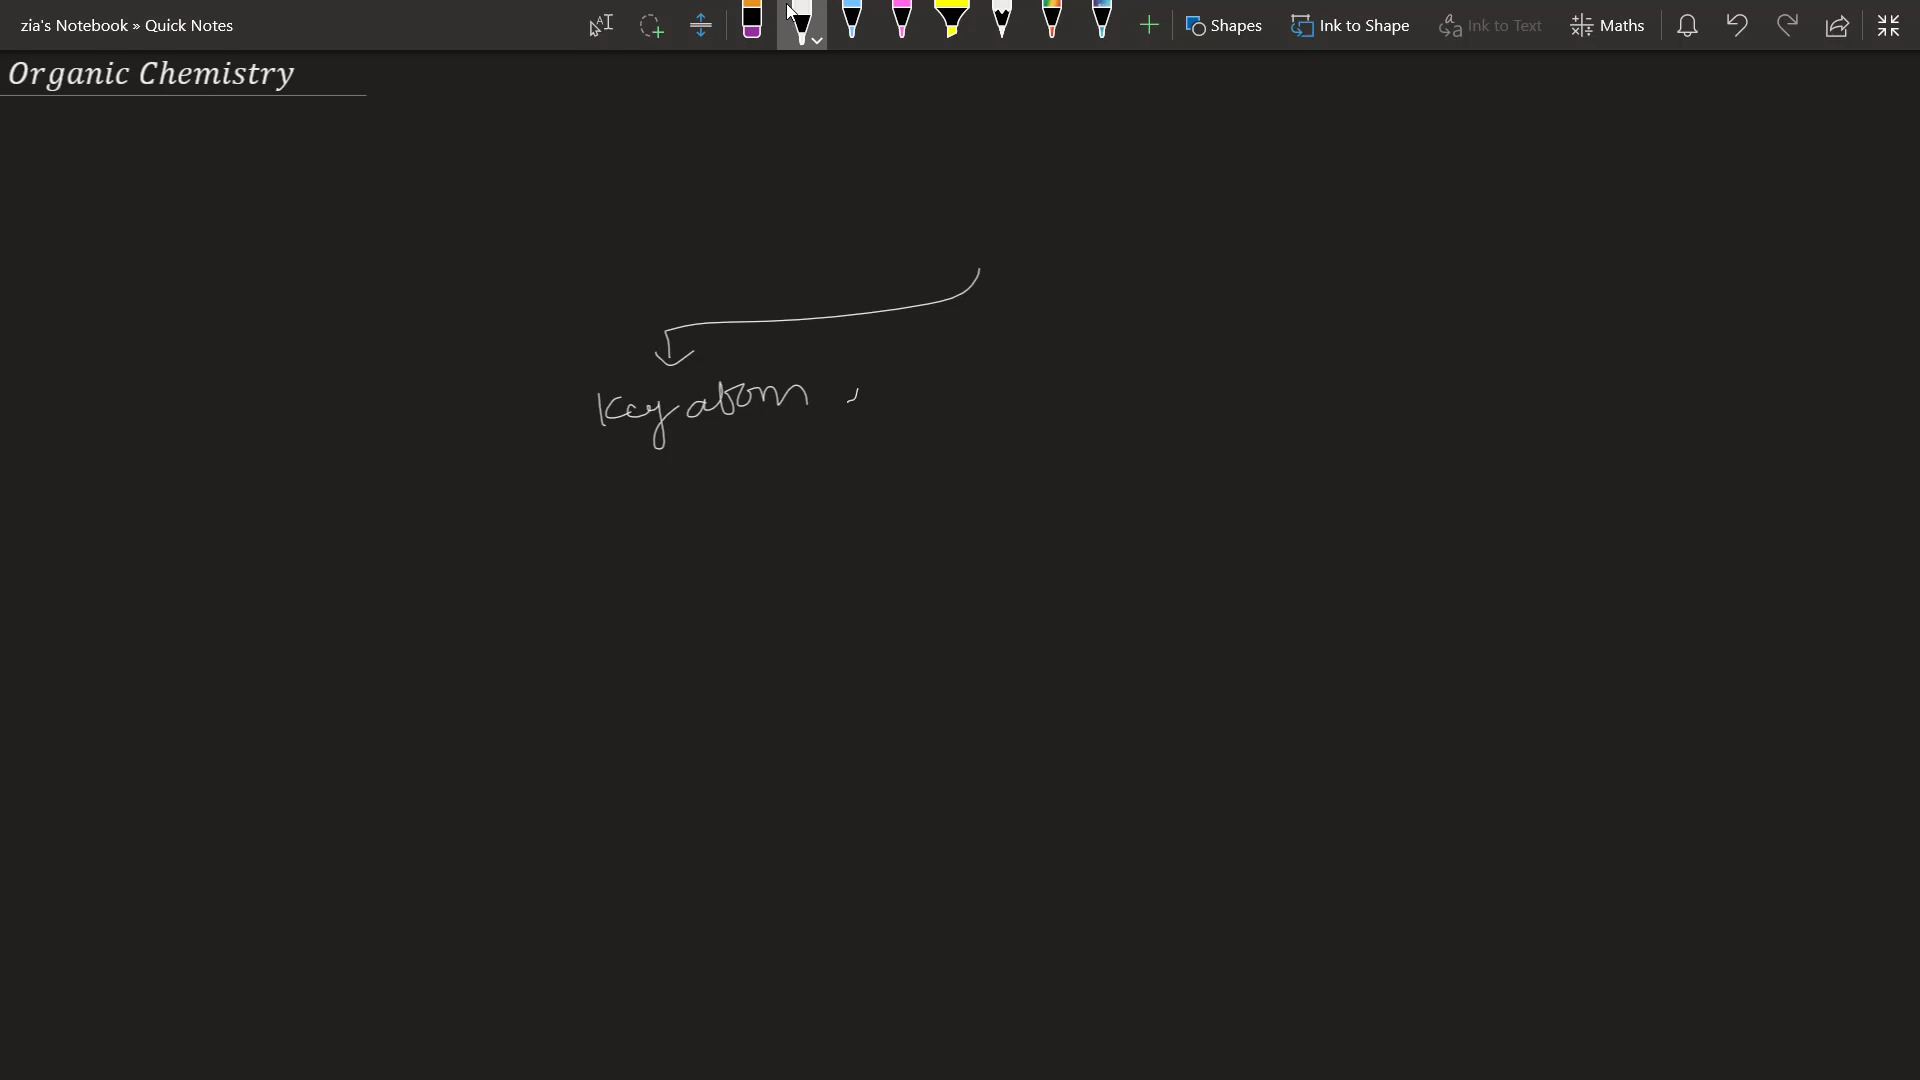 zia's Notebook » Quick Notes
Shapes
Ink to Shape
Ink to Text
Maths
Organic Chemistry
Key atom